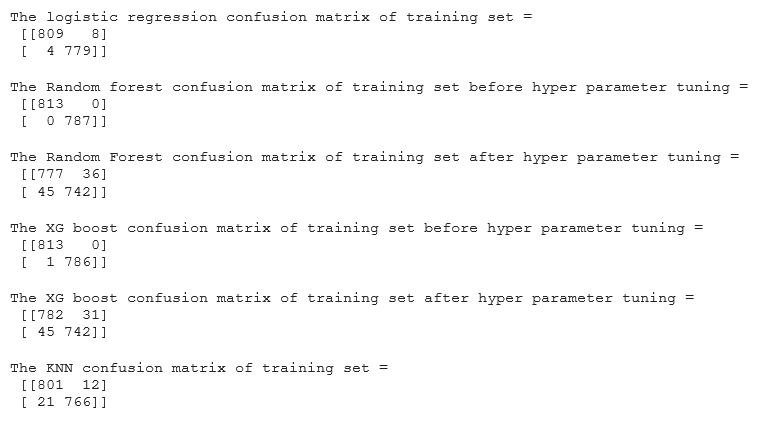 The logistic regression confusion matrix of training set =
[[809   8]
[  4 779]]
The Random forest confusion matrix of training set before hyper parameter tuning =
[[813   0]
[  0 787]]
The Random Forest confusion matrix of training set after hyper parameter tuning =
[[777  36]
[ 45 742]]
The XG boost confusion matrix of training set before hyper parameter tuning =
[[813   0]
[  1 786]]
The XG boost confusion matrix of training set after hyper parameter tuning =
[[782  31]
[ 45 742]]
The KNN confusion matrix of training set =
[[801  12]
[ 21 766]]